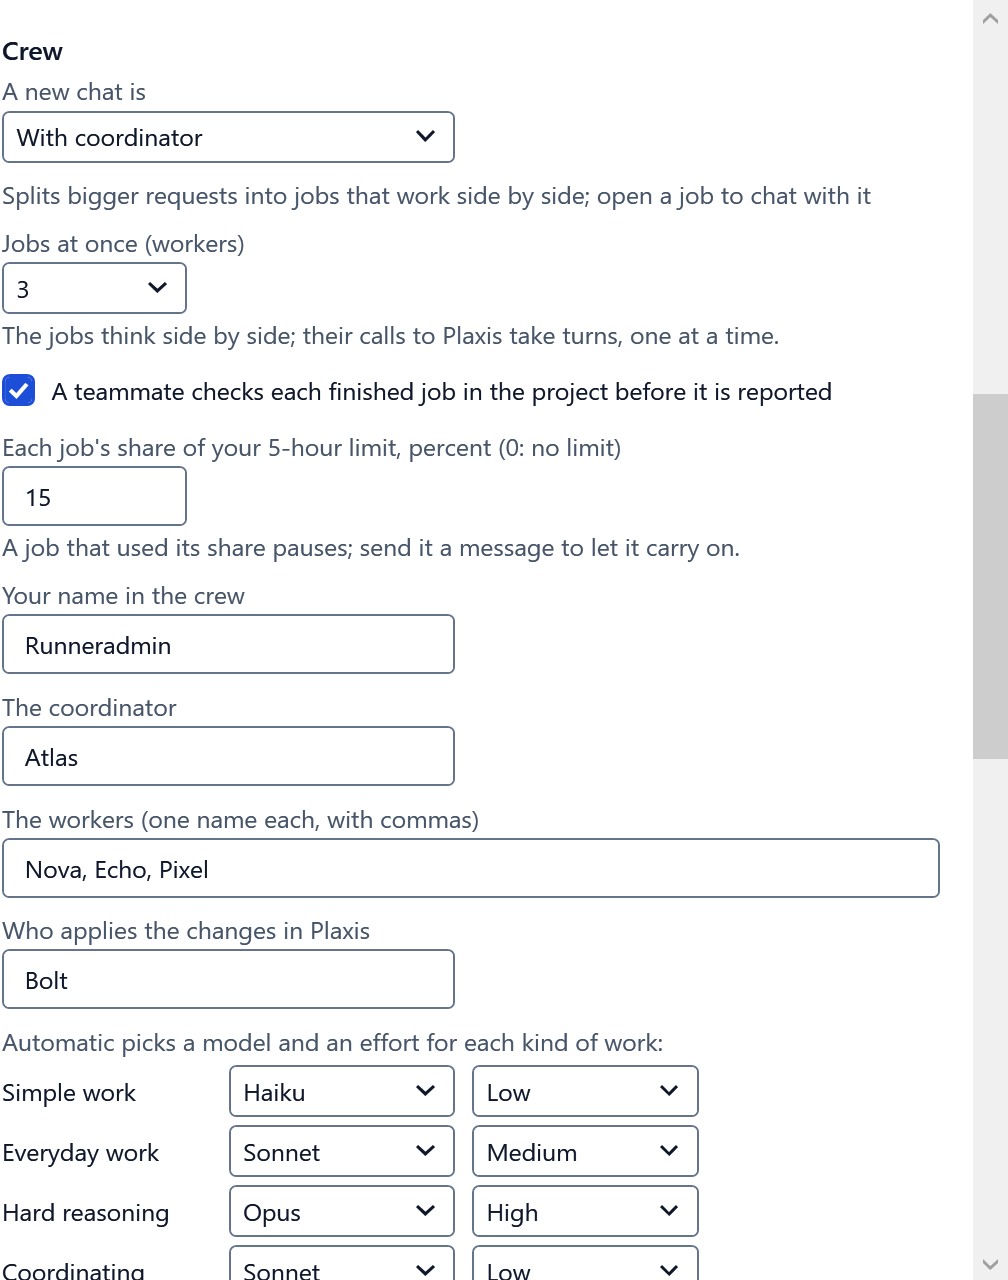 Crew
A new chat is
With coordinator
Splits bigger requests into jobs that work side by side; open a job to chat with it
Jobs at once (workers)
3
The jobs think side by side; their calls to Plaxis take turns, one at a time.
A teammate checks each finished job in the project before it is reported
Each job's share of your 5-hour limit, percent (0: no limit)
15
A job that used its share pauses; send it a message to let it carry on.
Your name in the crew
Runneradmin
The coordinator
Atlas
The workers (one name each, with commas)
Nova, Echo, Pixel
Who applies the changes in Plaxis
Bolt
Automatic picks a model and an effort for each kind of work:
Simple work Haiku Low
Everyday work Sonnet Medium
Hard reasoning Opus High
Coordinating Sonnet Low